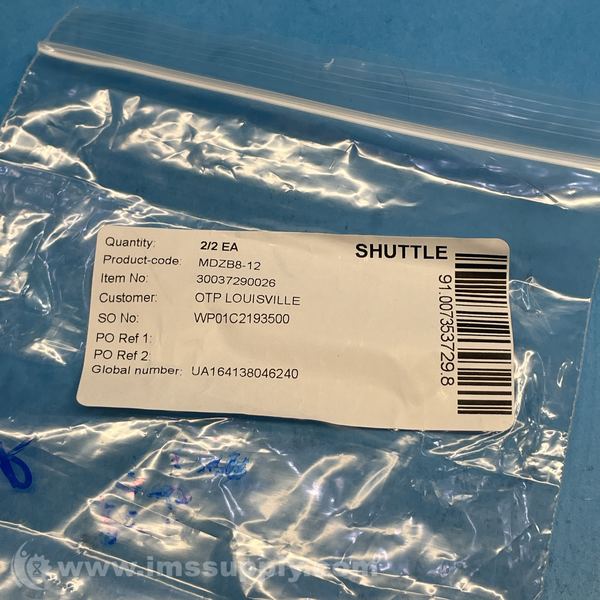 Quantity: 2/2 EA SHUTTLE
Product-code: MDZB8-12
Item No: 30037290026
Customer: OTP LOUISVILLE
SO No: WP01C2193500
PO Ref 1:
PO Ref 2:
Global number: UA164138046240
91.007353729.8
www.imssupply.com